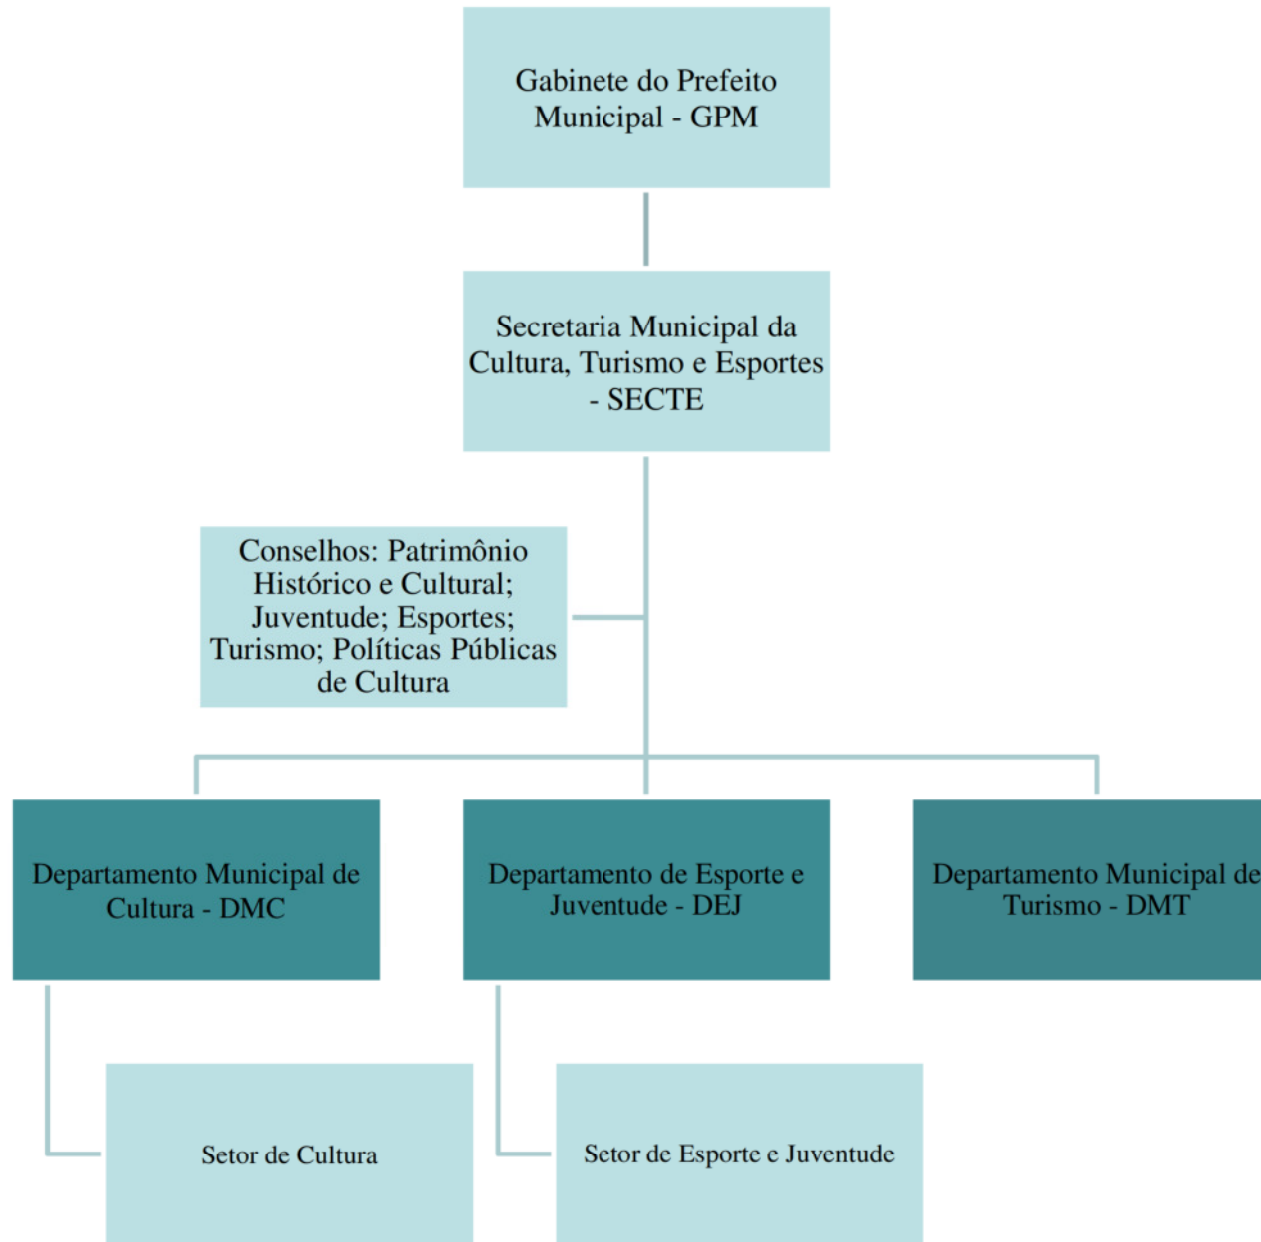 Gabinete do Prefeito
Municipal - GPM
Secretaria Municipal da
Cultura, Turismo e Esportes
- SECTE
Conselhos: Patrimônio
Histórico e Cultural;
Juventude; Esportes;
Turismo; Políticas Públicas
de Cultura
Departamento Municipal de
Cultura - DMC
Departamento de Esporte e
Juventude - DEJ
Departamento Municipal de
Turismo - DMT
Setor de Cultura
Setor de Esporte e Juventude